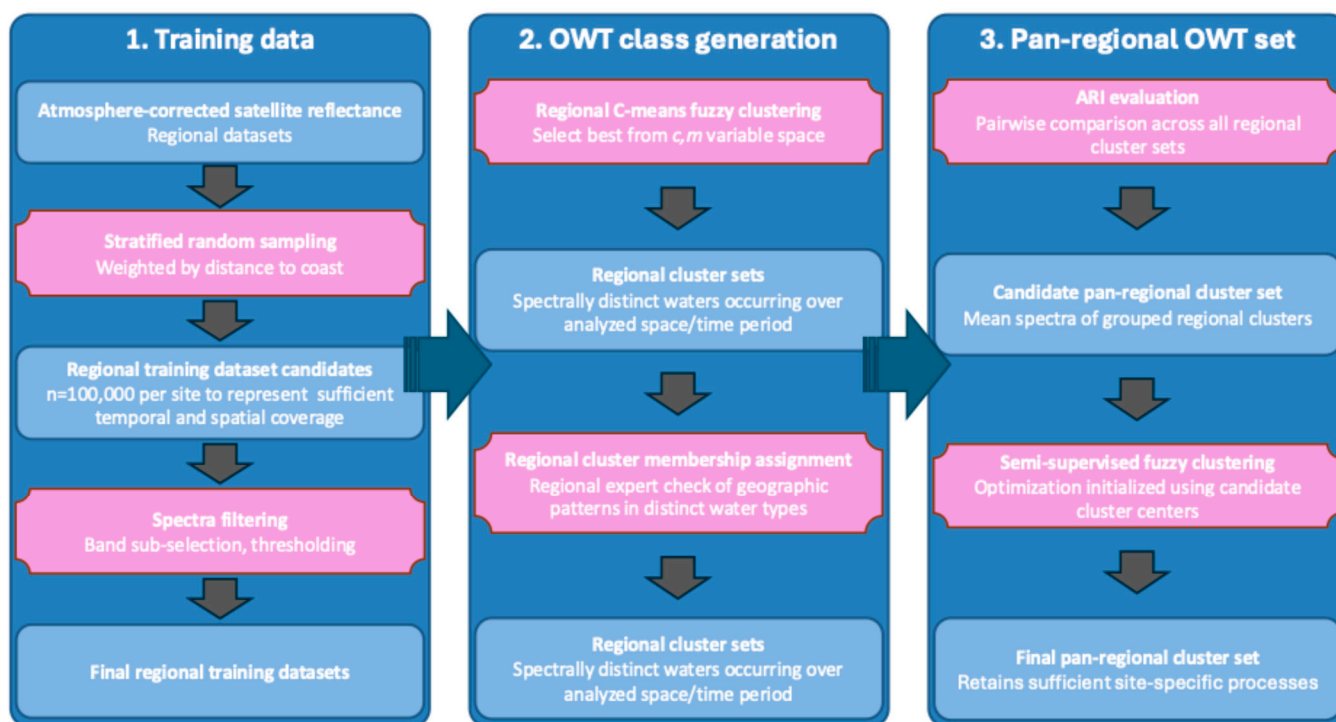 1. Training data
Atmosphere-corrected satellite reflectance
Regional datasets
Stratified random sampling
Weighted by distance to coast
Regional training dataset candidates
n=100,000 per site to represent sufficient
temporal and spatial coverage
Spectra filtering
Band sub-selection, thresholding
Final regional training datasets
2. OWT class generation
Regional C-means fuzzy clustering
Select best from c,m variable space
Regional cluster sets
Spectrally distinct waters occurring over
analyzed space/time period
Regional cluster membership assignment
Regional expert check of geographic
patterns in distinct water types
Regional cluster sets
Spectrally distinct waters occurring over
analyzed space/time period
3. Pan-regional OWT set
ARI evaluation
Pairwise comparison across all regional
cluster sets
Candidate pan-regional cluster set
Mean spectra of grouped regional clusters
Semi-supervised fuzzy clustering
Optimization initialized using candidate
cluster centers
Final pan-regional cluster set
Retains sufficient site-specific processes